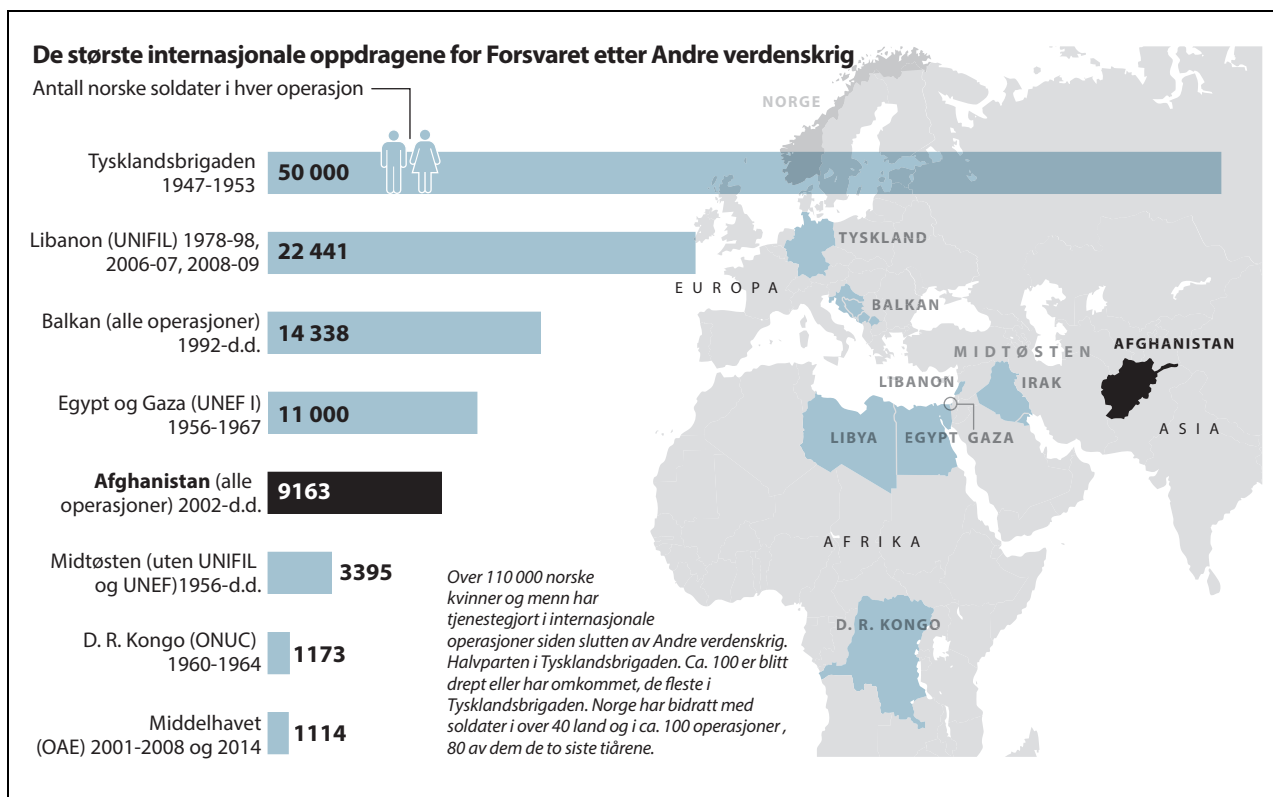 De største internasjonale oppdragene for Forsvaret etter Andre verdenskrig
Antall norske soldater i hver operasjon
Tysklandsbrigaden
1947-1953
50 000
Libanon (UNIFIL) 1978-98,
2006-07, 2008-09
22 441
Balkan (alle operasjoner)
1992-d.d.
14 338
Egypt og Gaza (UNEF I)
1956-1967
11 000
Afghanistan (alle
operasjoner) 2002-d.d.
9163
Midtøsten (uten UNIFIL
og UNEF)1956-d.d.
3395
D. R. Kongo (ONUC)
1960-1964
1173
Middelhavet
(OAE) 2001-2008 og 2014
1114
Over 110 000 norske
kvinner og menn har
tjenestegjort i internasjonale
operasjoner siden slutten av Andre verdenskrig.
Halvparten i Tysklandsbrigaden. Ca. 100 er blitt
drept eller har omkommet, de fleste i
Tysklandsbrigaden. Norge har bidratt med
soldater i over 40 land og i ca. 100 operasjoner ,
80 av dem de to siste tiårene.
NORGE
TYSKLAND
EUROPA
BALKAN
MIDTØSTEN
AFGHANISTAN
LIBANON
IRAK
LIBYA
EGYPT
GAZA
ASIA
AFRIKA
D. R. KONGO